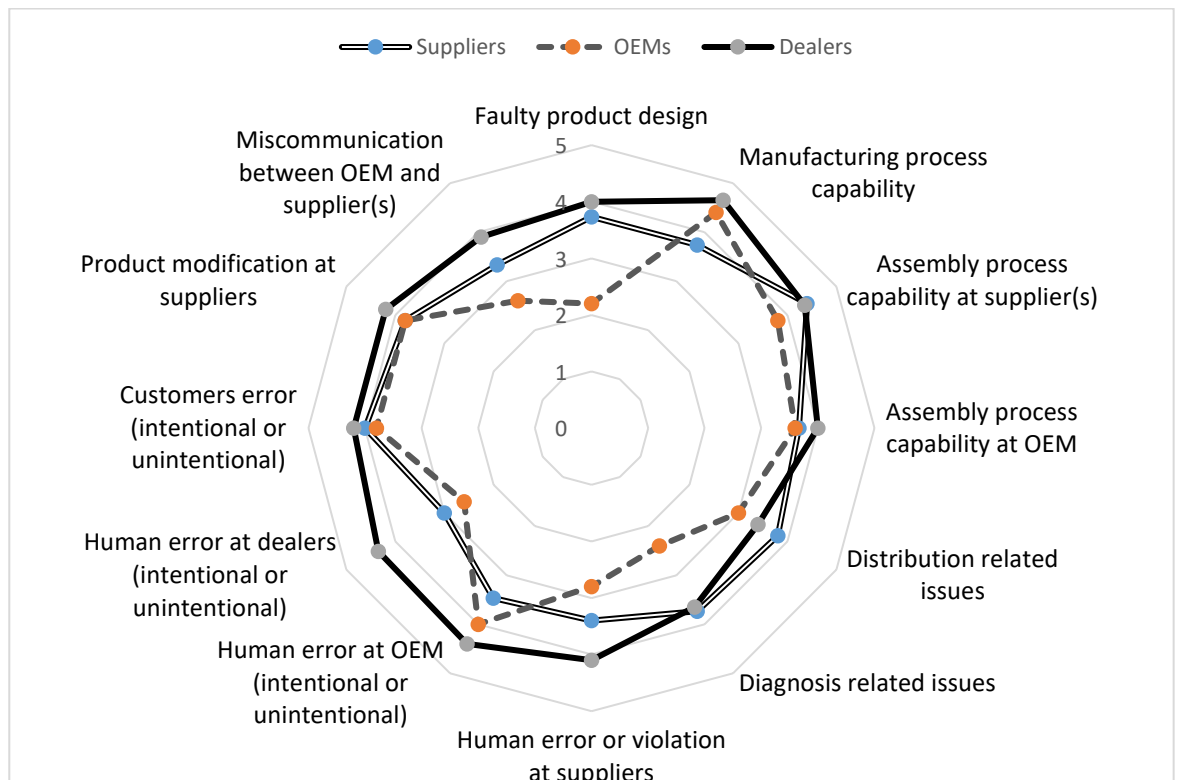 Suppliers OEMs Dealers
Faulty product design
Miscommunication
between OEM and
supplier(s)
Manufacturing process
capability
Product modification at
suppliers
Assembly process
capability at supplier(s)
Customers error
(intentional or
unintentional)
Assembly process
capability at OEM
Human error at dealers
(intentional or
unintentional)
Distribution related
issues
Human error at OEM
(intentional or
unintentional)
Diagnosis related issues
Human error or violation
at suppliers
5
4
3
2
1
0